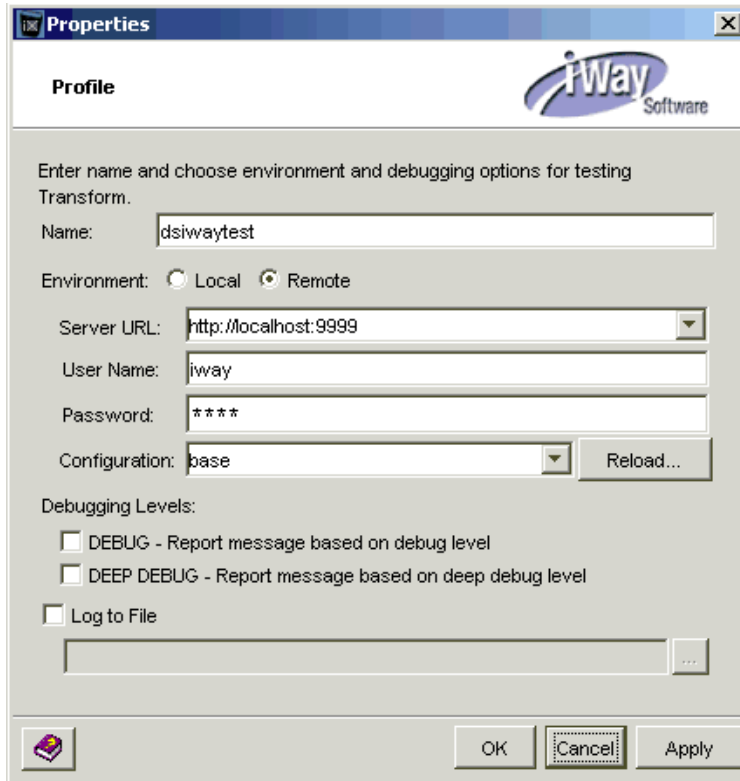 Properties
Profile
iWay
Software
Enter name and choose environment and debugging options for testing
Transform.
Name: dsiwaytest
Environment: Local Remote
Server URL: http://localhost:9999
User Name: iway
Password: ****
Configuration: base Reload...
Debugging Levels:
DEBUG - Report message based on debug level
DEEP DEBUG - Report message based on deep debug level
Log to File
...
OK Cancel Apply